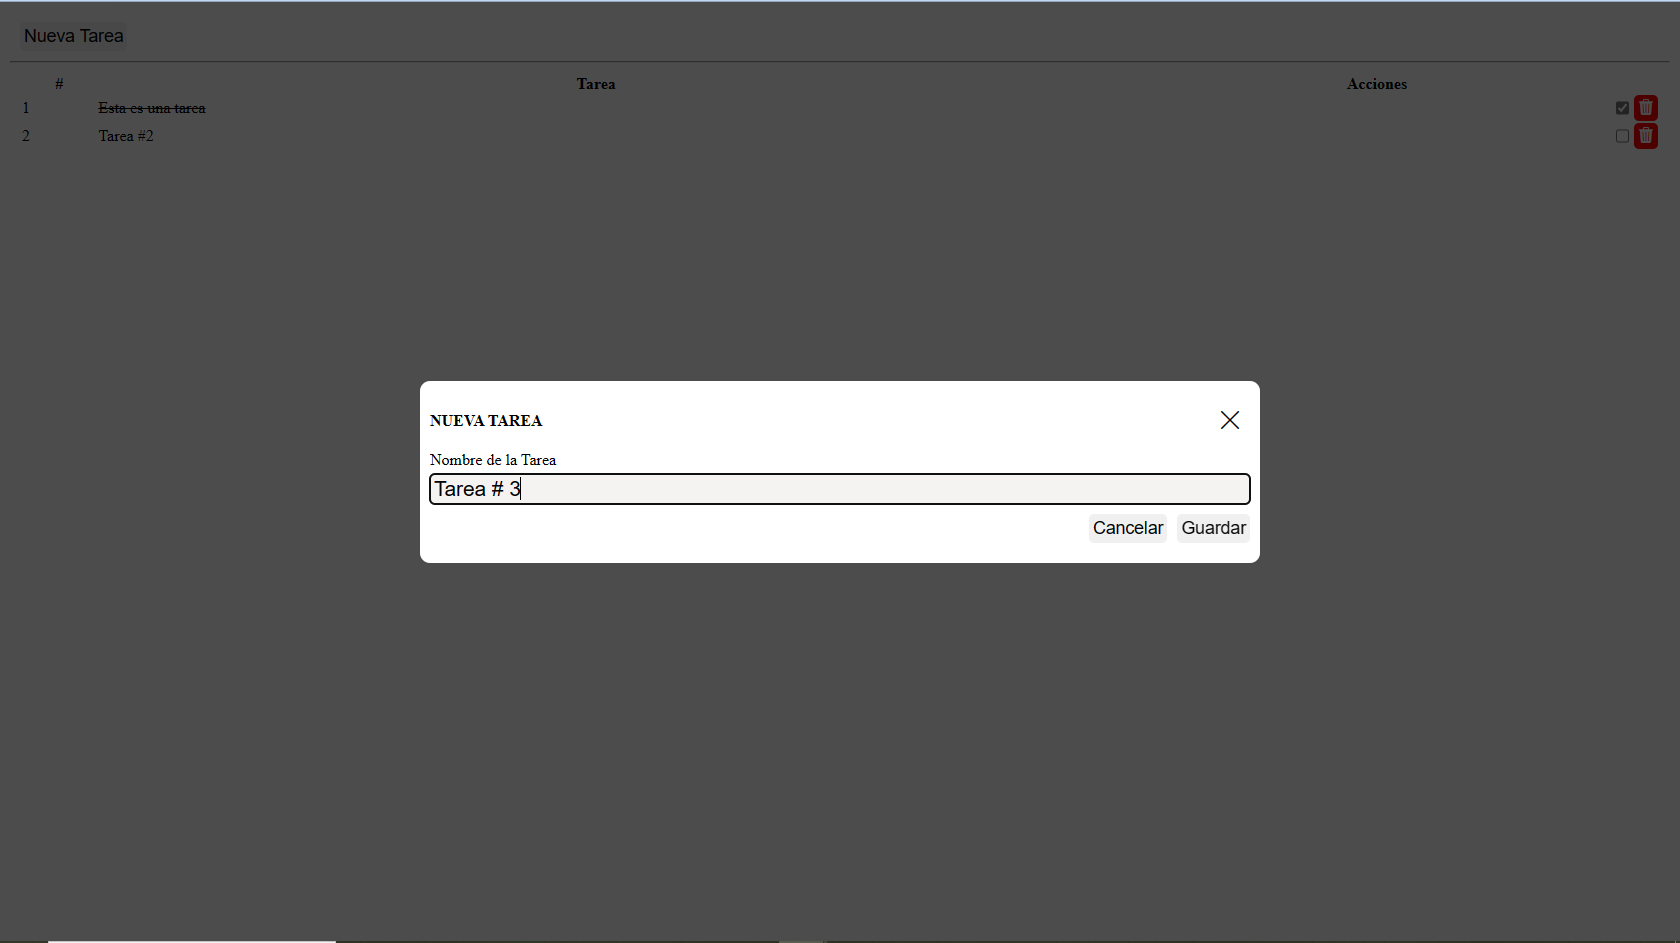 Nueva Tarea
# Tarea Acciones
1 Esta es una tarea
2 Tarea #2
NUEVA TAREA
Nombre de la Tarea
Tarea # 3
Cancelar Guardar